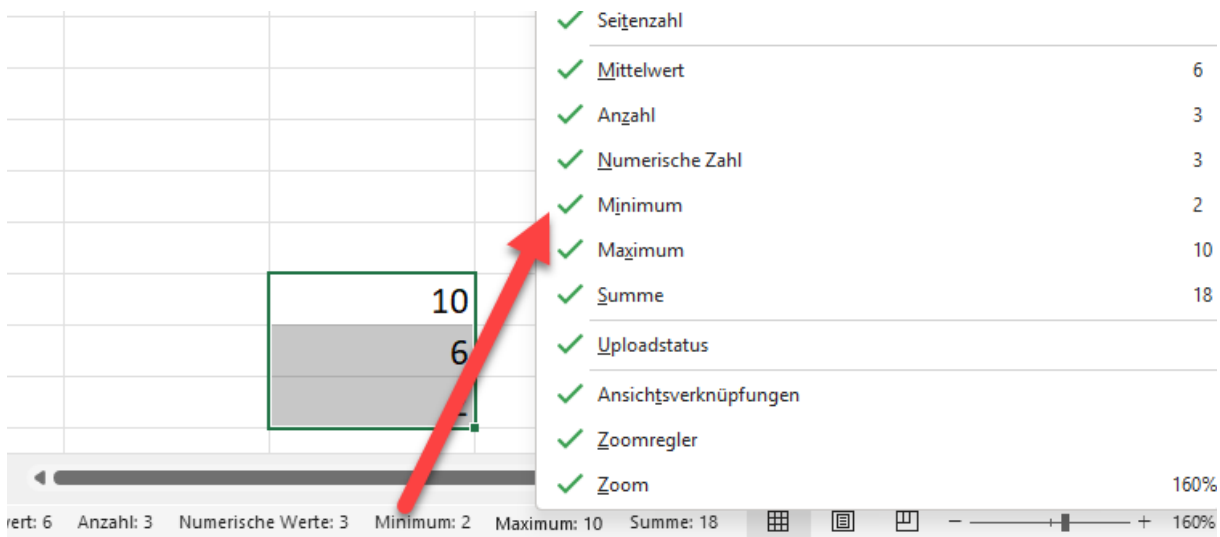 Seitenzahl
Mittelwert 6
Anzahl 3
Numerische Zahl 3
Minimum 2
Maximum 10
Summe 18
Uploadstatus
Ansichtsverknüpfungen
Zoomregler
Zoom 160%
10
6
ert: 6 Anzahl: 3 Numerische Werte: 3 Minimum: 2 Maximum: 10 Summe: 18 160%